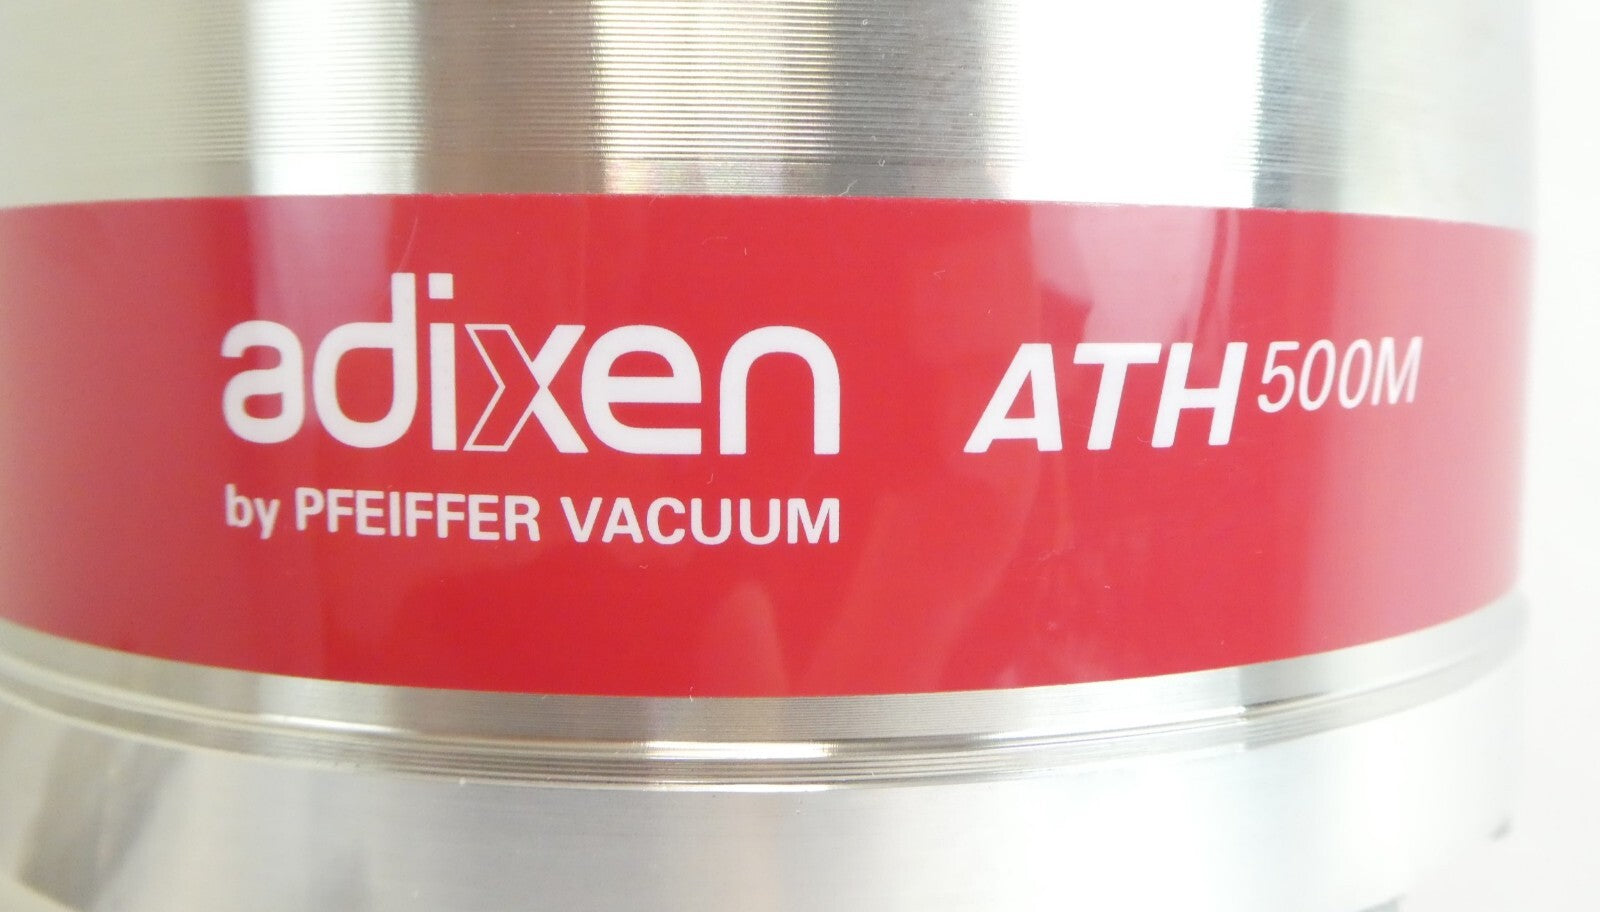 adixen ATH 500M
by PFEIFFER VACUUM